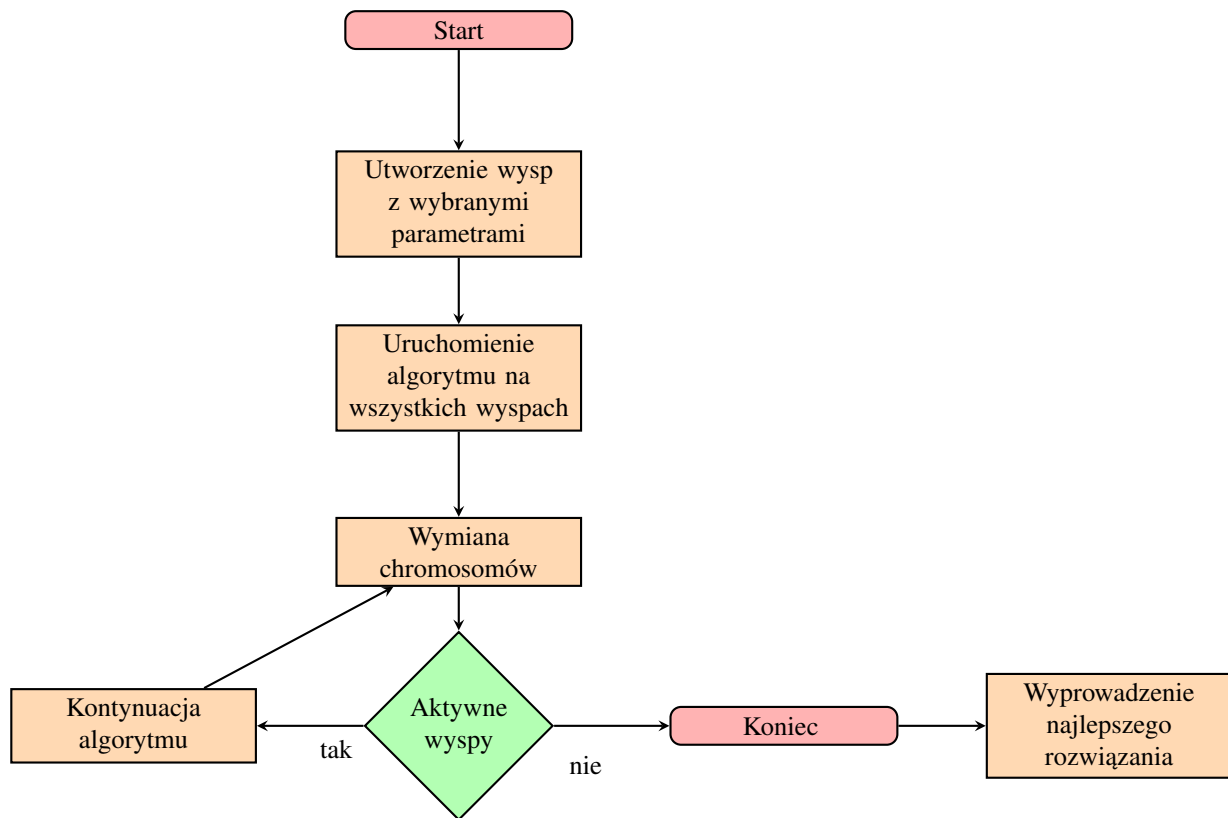 Start
Utworzenie wysp
z wybranymi
parametrami
Uruchomienie
algorytmu na
wszystkich wyspach
Wymiana
chromosomów
Kontynuacja
algorytmu
tak
Aktywne
wyspy
nie
Koniec
Wyprowadzenie
najlepszego
rozwiązania